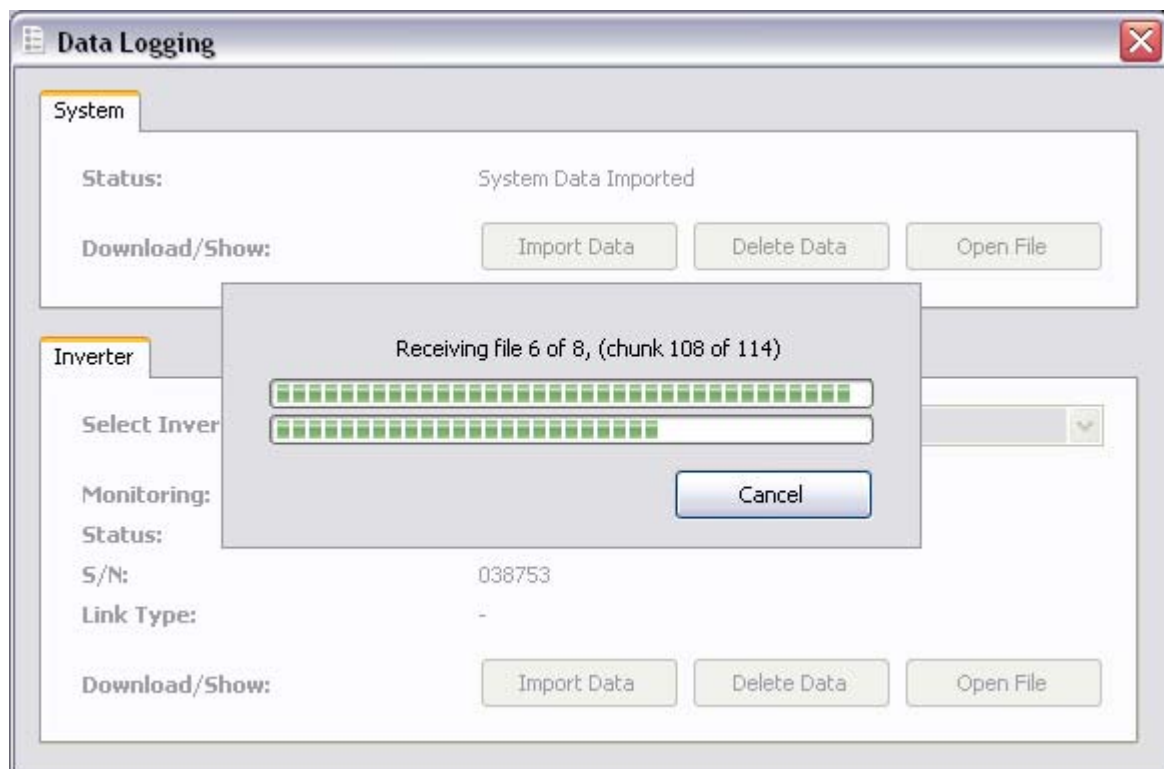 Data Logging
System
Status: System Data Imported
Download/Show: Import Data Delete Data Open File
Receiving file 6 of 8, (chunk 108 of 114)
Cancel
Inverter
Select Inver
Monitoring:
Status:
S/N: 038753
Link Type: -
Download/Show: Import Data Delete Data Open File